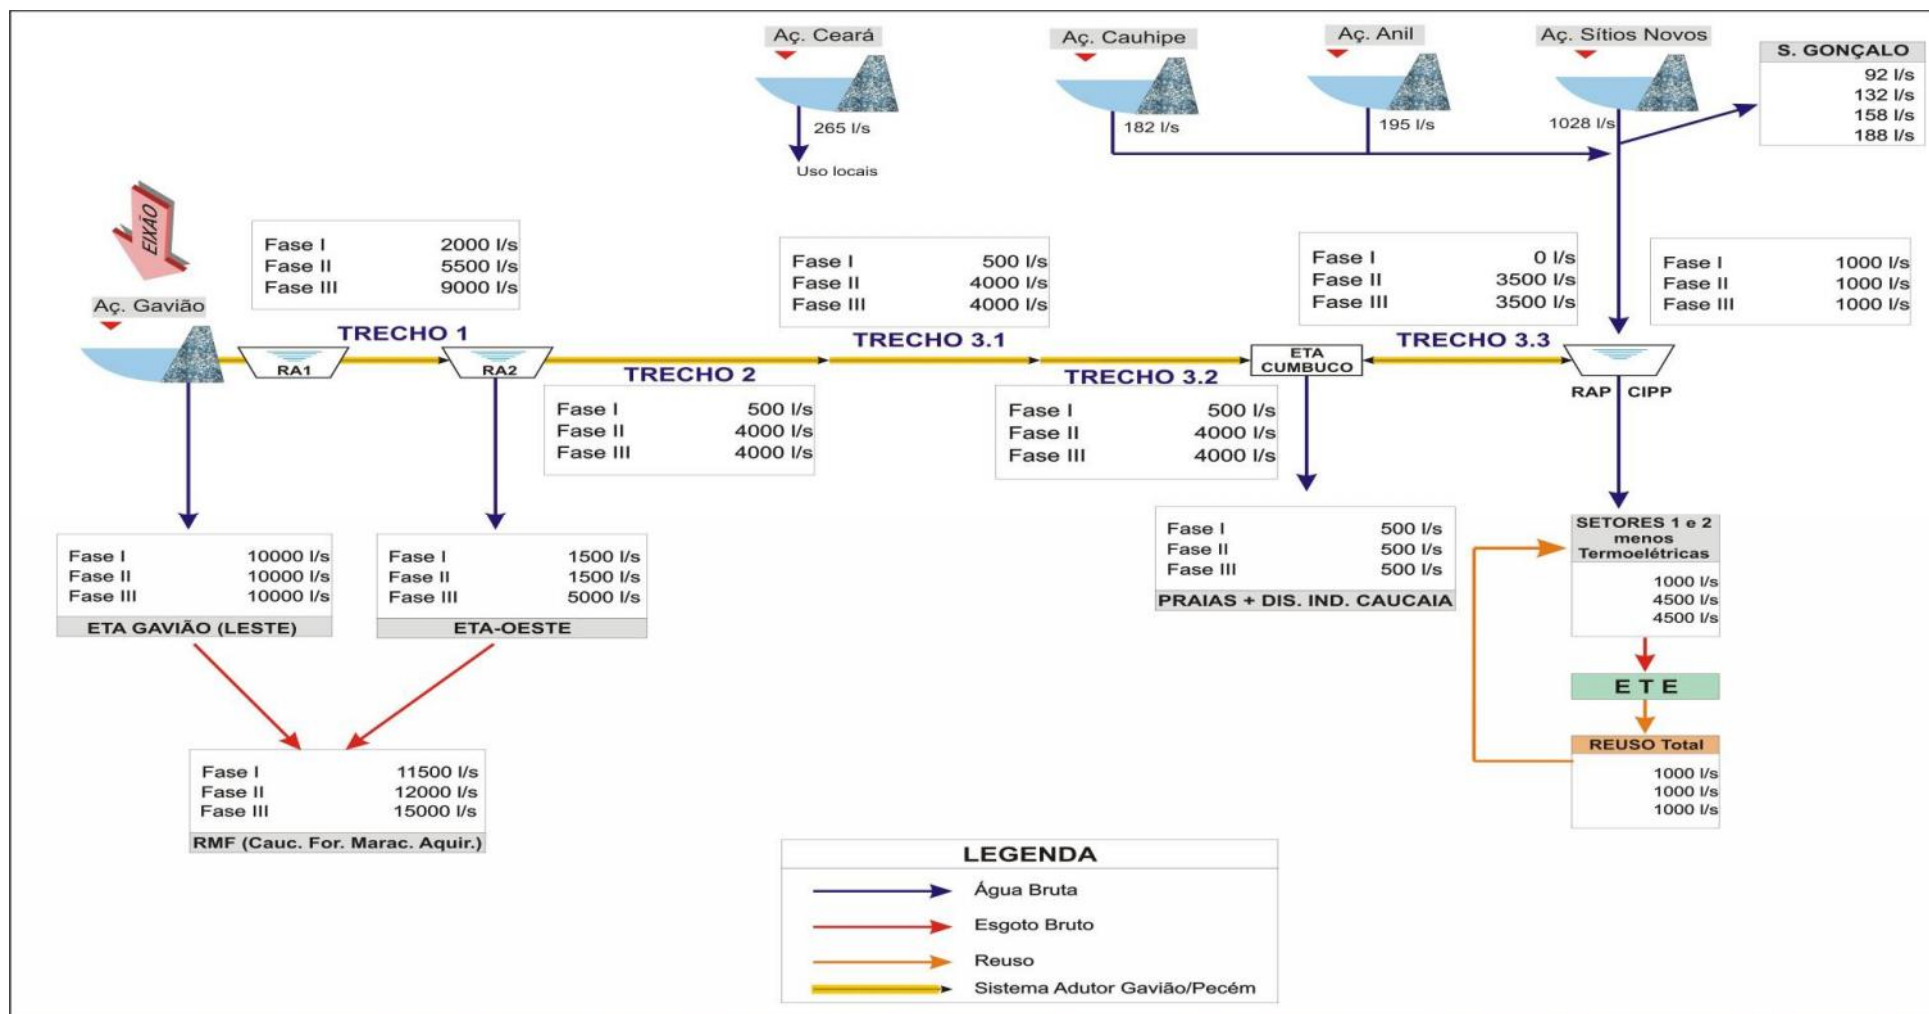 Aç. Ceará
Aç. Cauhipe
Aç. Anil
Aç. Sítios Novos
S. GONÇALO
92 l/s
132 l/s
158 l/s
188 l/s
265 l/s
182 l/s
195 l/s
1028 l/s
Uso locais
EIXÃO
Aç. Gavião
Fase I 2000 l/s
Fase II 5500 l/s
Fase III 9000 l/s
Fase I 500 l/s
Fase II 4000 l/s
Fase III 4000 l/s
Fase I 0 l/s
Fase II 3500 l/s
Fase III 3500 l/s
Fase I 1000 l/s
Fase II 1000 l/s
Fase III 1000 l/s
TRECHO 1
TRECHO 3.1
TRECHO 3.3
RA1
RA2
ETA
CUMBUCO
TRECHO 2
TRECHO 3.2
RAP CIPP
Fase I 500 l/s
Fase II 4000 l/s
Fase III 4000 l/s
Fase I 500 l/s
Fase II 4000 l/s
Fase III 4000 l/s
Fase I 10000 l/s
Fase II 10000 l/s
Fase III 10000 l/s
ETA GAVIÃO (LESTE)
Fase I 1500 l/s
Fase II 1500 l/s
Fase III 5000 l/s
ETA-OESTE
Fase I 500 l/s
Fase II 500 l/s
Fase III 500 l/s
PRAIAS + DIS. IND. CAUCAIA
SETORES 1 e 2
menos
Termoelétricas
1000 l/s
4500 l/s
4500 l/s
E T E
REUSO Total
1000 l/s
1000 l/s
1000 l/s
Fase I 11500 l/s
Fase II 12000 l/s
Fase III 15000 l/s
RMF (Cauc. For. Marac. Aquir.)
LEGENDA
Água Bruta
Esgoto Bruto
Reuso
Sistema Adutor Gavião/Pecém